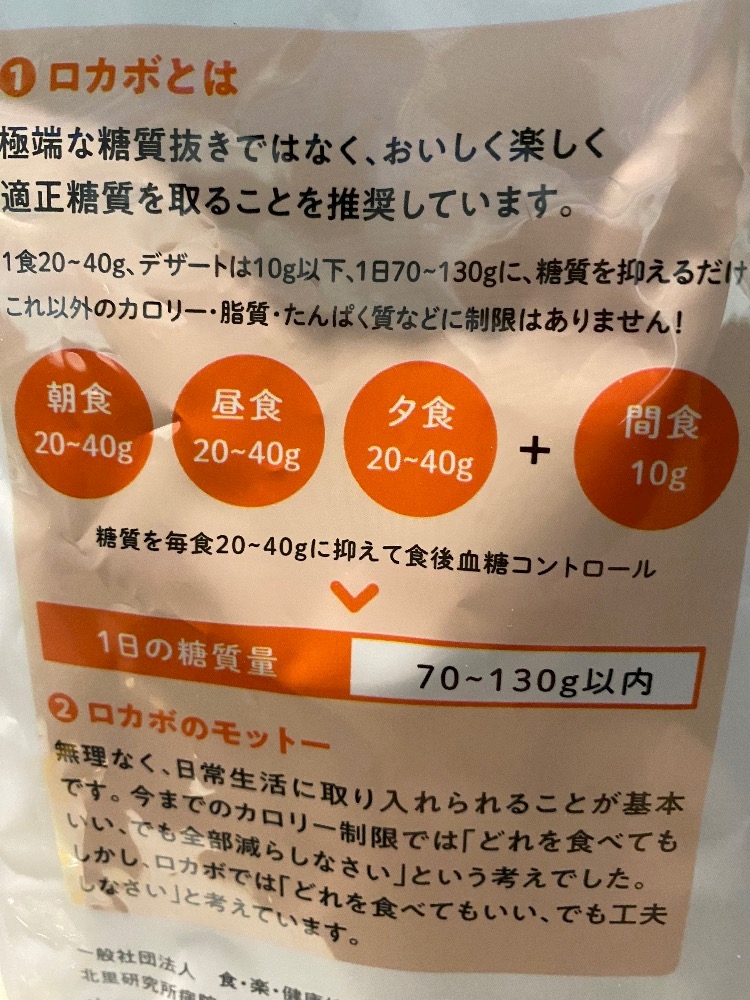 1 ロカボとは
極端な糖質抜きではなく、おいしく楽しく
適正糖質を取ることを推奨しています。
1食20~40g、デザートは10g以下、1日70~130gに、糖質を抑えるだけ
これ以外のカロリー・脂質・たんぱく質などに制限はありません!
朝食 昼食 夕食 間食
20~40g 20~40g 20~40g + 10g
糖質を毎食20~40gに抑えて食後血糖コントロール
1日の糖質量 70~130g以内
2 ロカボのモットー
無理なく、日常生活に取り入れられることが基本
です。今までのカロリー制限では「どれを食べても
いい、でも全部減らしなさい」という考えでした。
しかし、ロカボでは「どれを食べてもいい、でも工夫
しなさい」と考えています。
一般社団法人 食・楽・健康
北里研究所病院